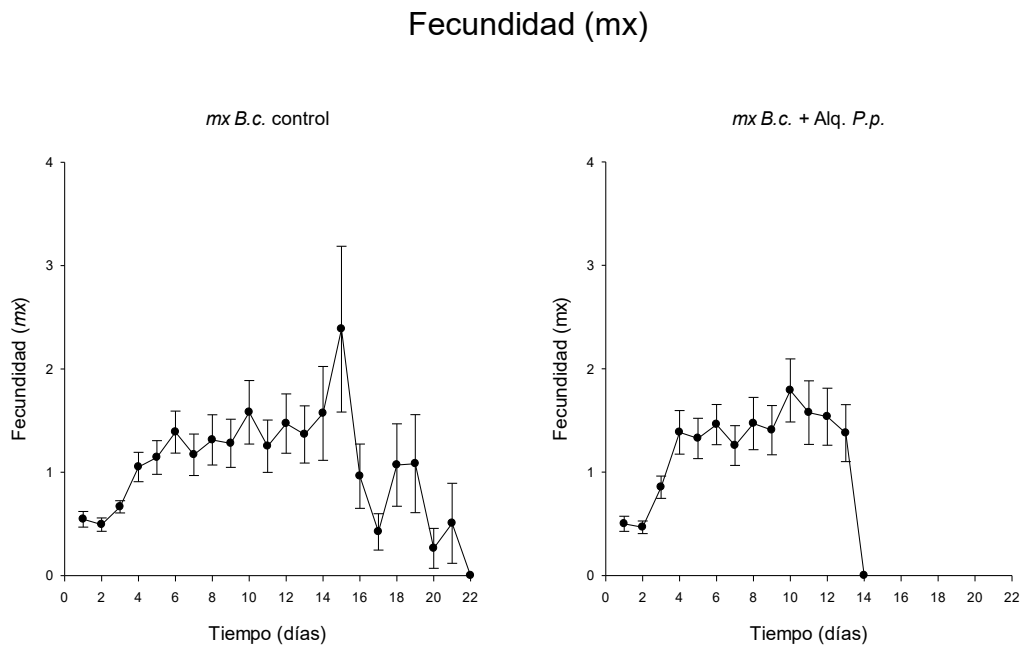 Fecundidad (mx)
mx B.c. control
mx B.c. + Alq. P.p.
4
3
2
1
0
Fecundidad (mx)
0 2 4 6 8 10 12 14 16 18 20 22
Tiempo (días)
4
3
2
1
0
Fecundidad (mx)
0 2 4 6 8 10 12 14 16 18 20 22
Tiempo (días)